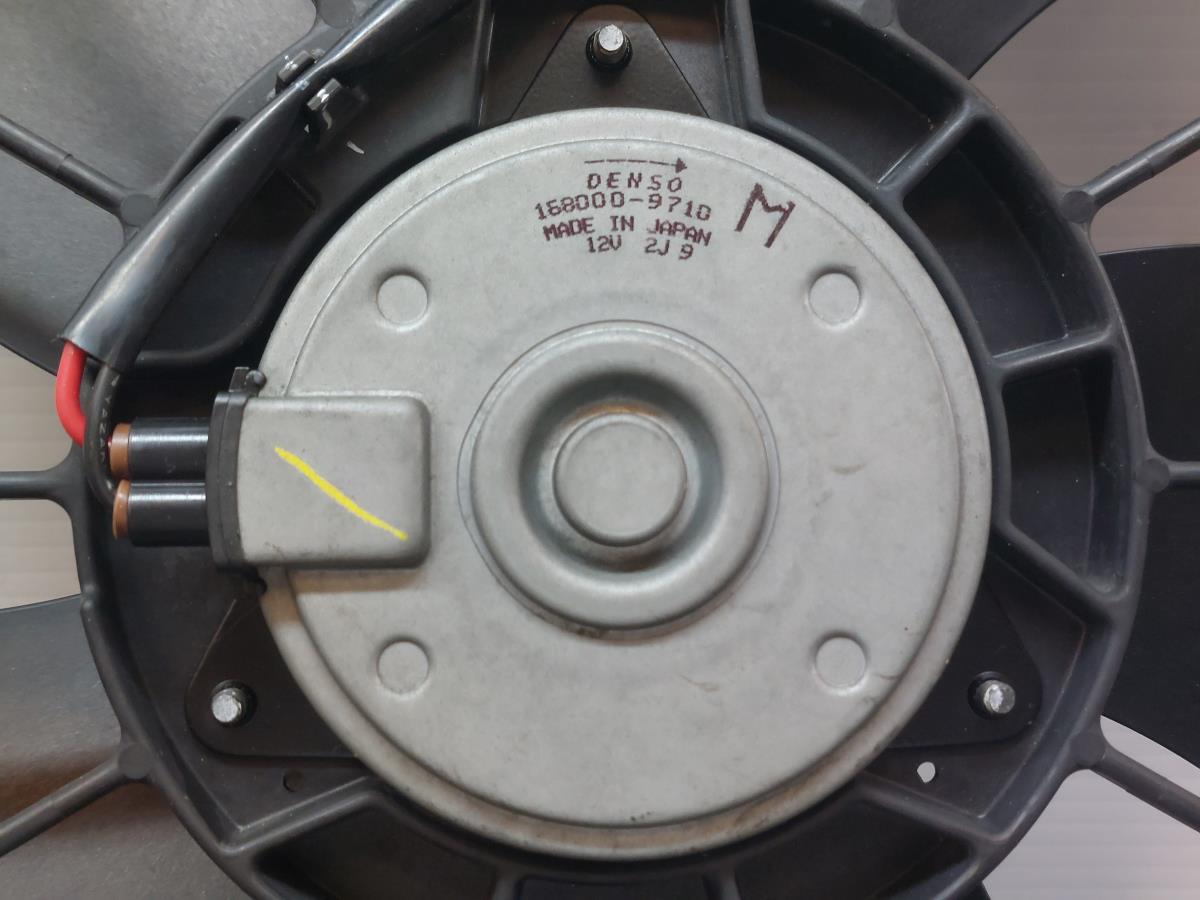 DENSO
168000-9710
MADE IN JAPAN
12V 2J 9
M